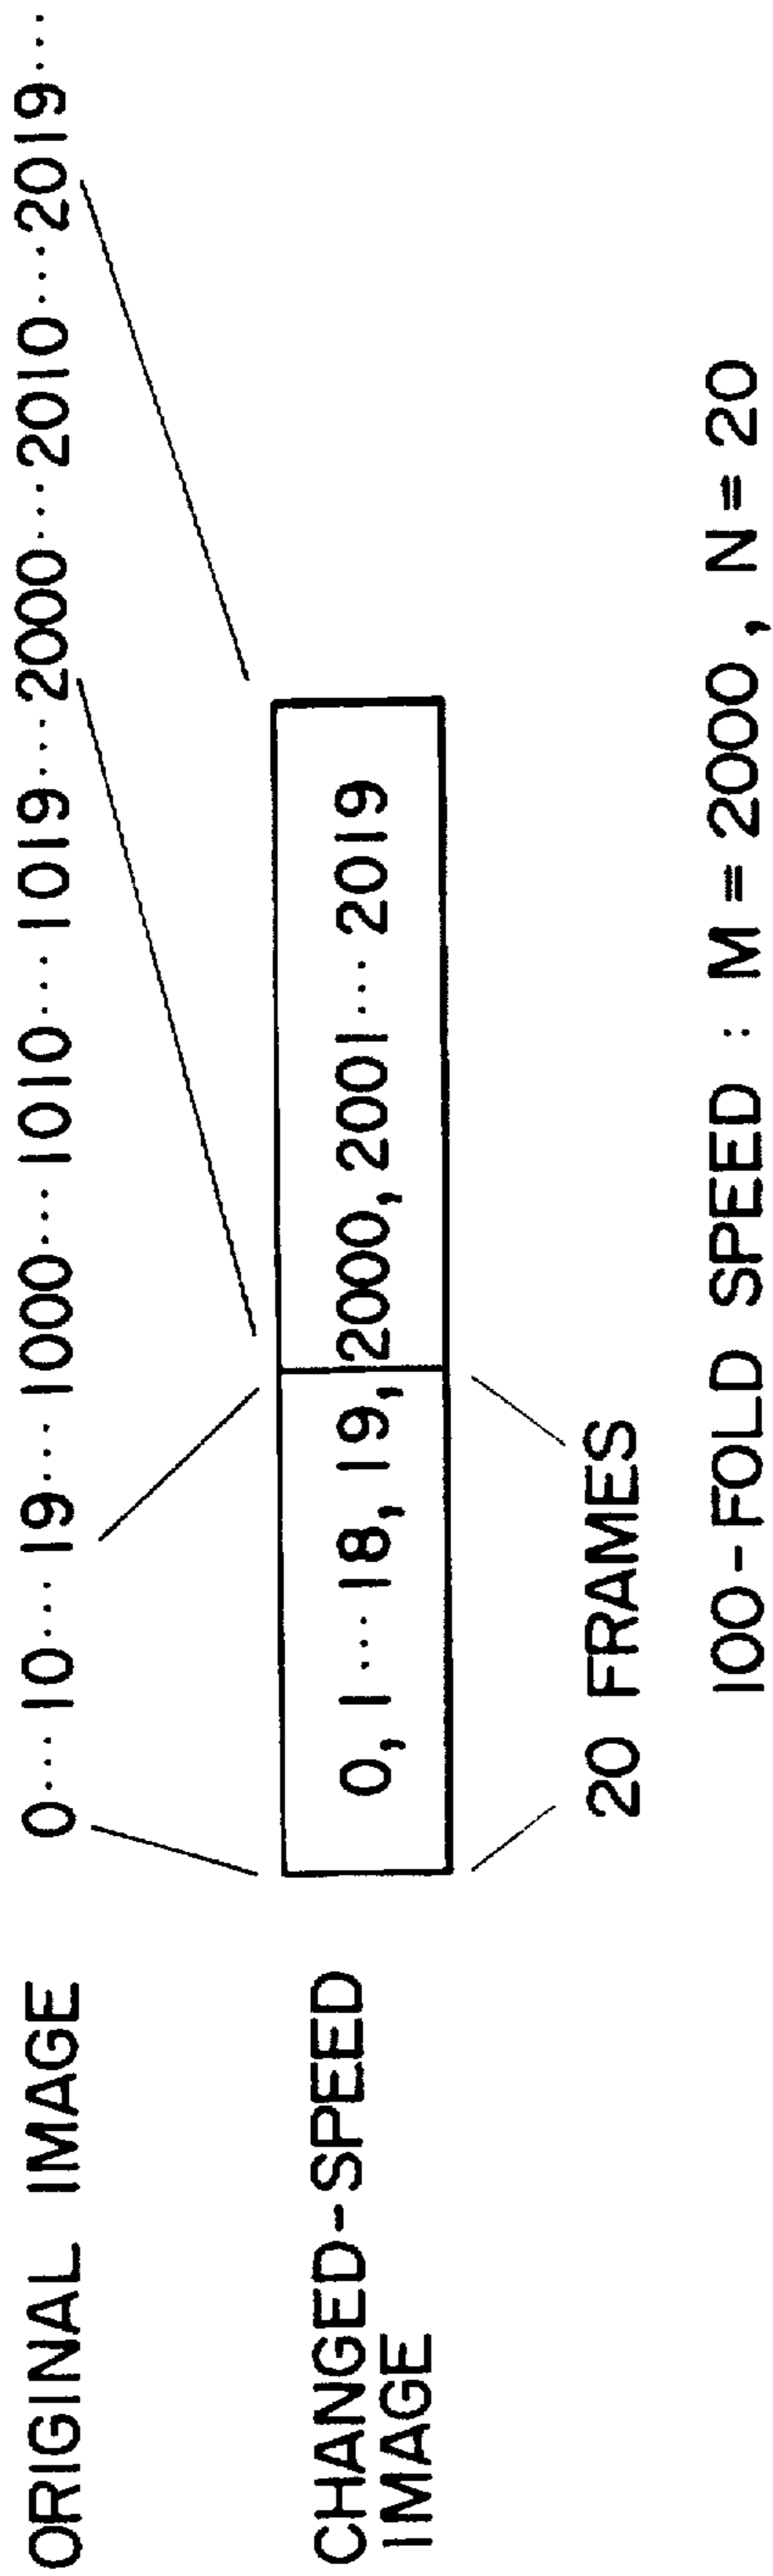 ORIGINAL IMAGE 0···10···19···1000···1010···1019···2000···2010···2019···
CHANGED-SPEED
IMAGE
0, 1 ··· 18, 19, 2000, 2001 ··· 2019
20 FRAMES
100-FOLD SPEED : M = 2000, N = 20